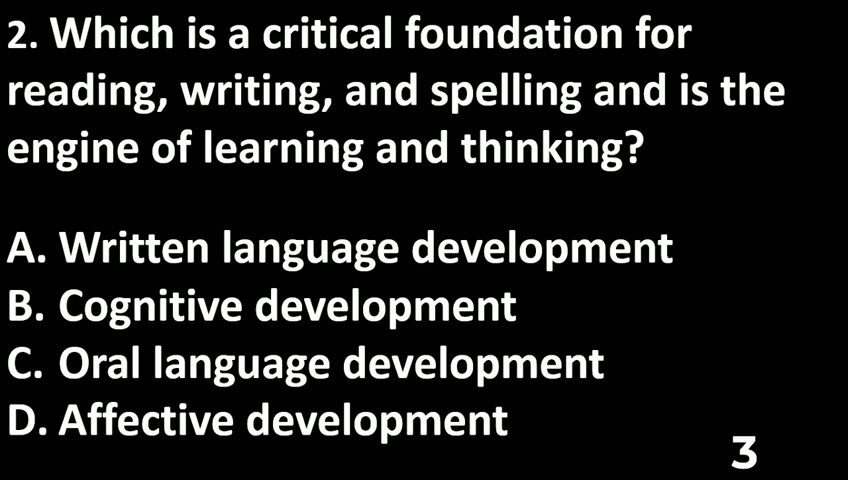 2. Which is a critical foundation for
reading, writing, and spelling and is the
engine of learning and thinking?
A. Written language development
B. Cognitive development
C. Oral language development
D. Affective development
3